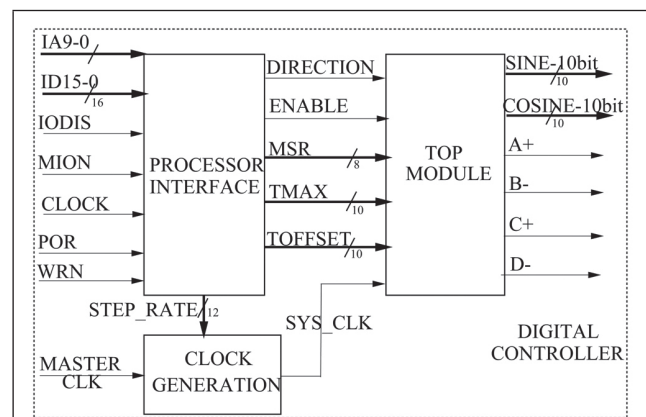 IA9-0
16
ID15-0
16
IODIS
MION
CLOCK
POR
WRN
PROCESSOR
INTERFACE
DIRECTION
ENABLE
MSR
8
TMAX
10
TOFFSET
10
TOP
MODULE
SINE-10bit
10
COSINE-10bit
10
A+
B-
C+
D-
STEP_RATE
12
SYS_CLK
MASTER
CLK
CLOCK
GENERATION
DIGITAL
CONTROLLER